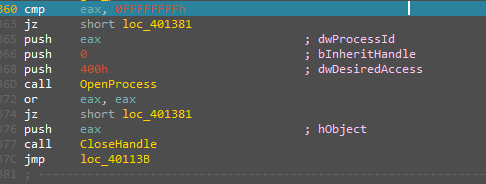 360 cmp eax, 0FFFFFFFFh
363 jz short loc_401381
365 push eax ; dwProcessId
366 push 0 ; bInheritHandle
368 push 400h ; dwDesiredAccess
36D call OpenProcess
372 or eax, eax
374 jz short loc_401381
376 push eax ; hObject
377 call CloseHandle
37C jmp loc_40113B
381 ; ---------------------------------------------------------------